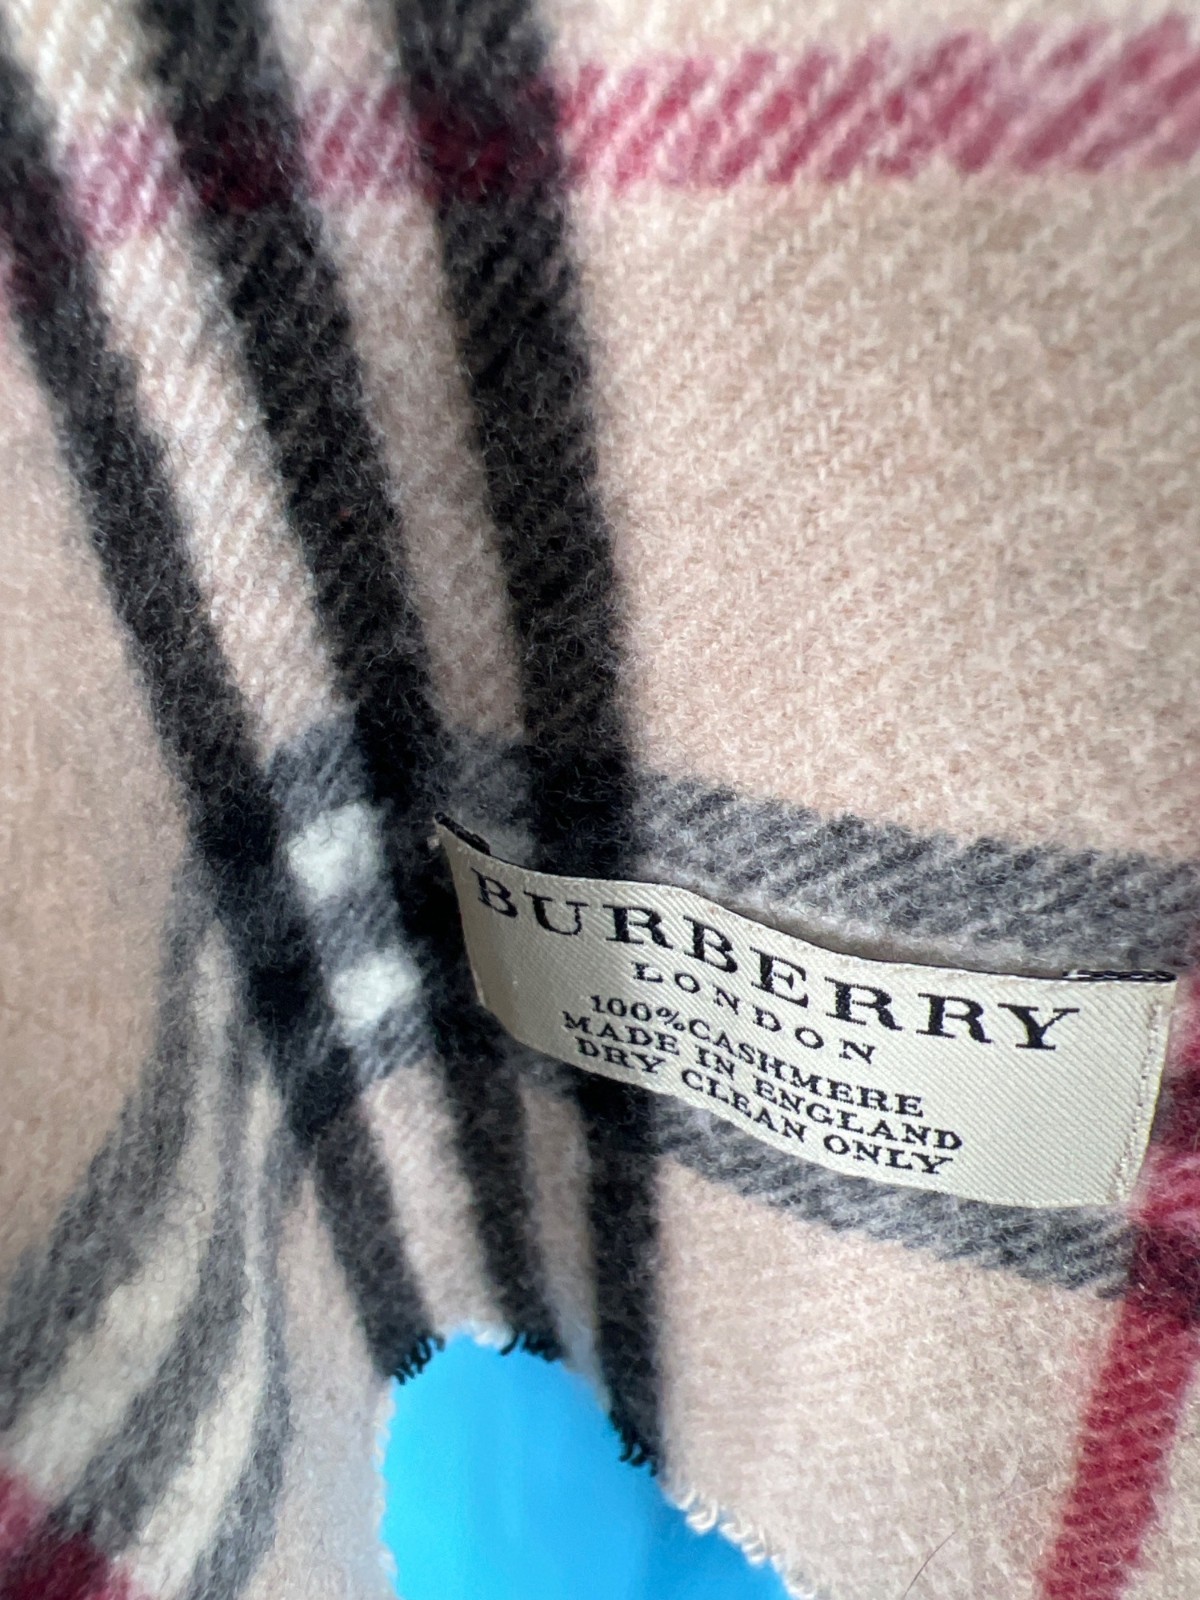 BURBERRY
LONDON
100%CASHMERE
MADE IN ENGLAND
DRY CLEAN ONLY